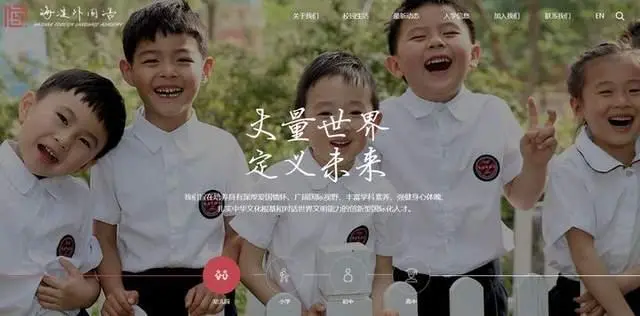 海淀外国语
HAIDIAN FOREIGN LANGUAGE ACADEMY
关于我们 校园生活 最新动态 入学信息 加入我们 联系我们 EN
丈量世界
定义未来
我们旨在培养具有深厚爱国情怀、广阔国际视野、丰富学科素养、强健身心体魄、
扎实中华文化根基和对话世界文明能力的创新型国际化人才。
幼儿园 小学 初中 高中